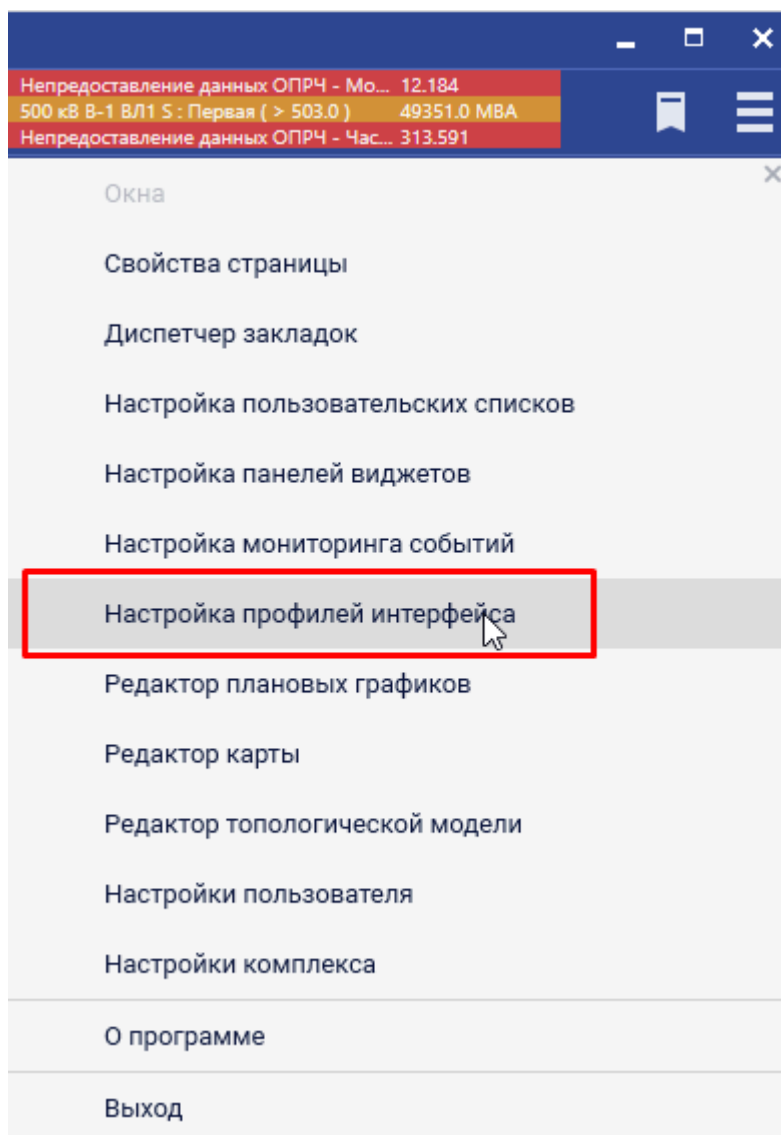 Непредоставление данных ОПРЧ - Мо... 12.184
500 кВ В-1 ВЛ1 S : Первая ( > 503.0 ) 49351.0 МВА
Непредоставление данных ОПРЧ - Час... 313.591
Окна
Свойства страницы
Диспетчер закладок
Настройка пользовательских списков
Настройка панелей виджетов
Настройка мониторинга событий
Настройка профилей интерфейса
Редактор плановых графиков
Редактор карты
Редактор топологической модели
Настройки пользователя
Настройки комплекса
О программе
Выход